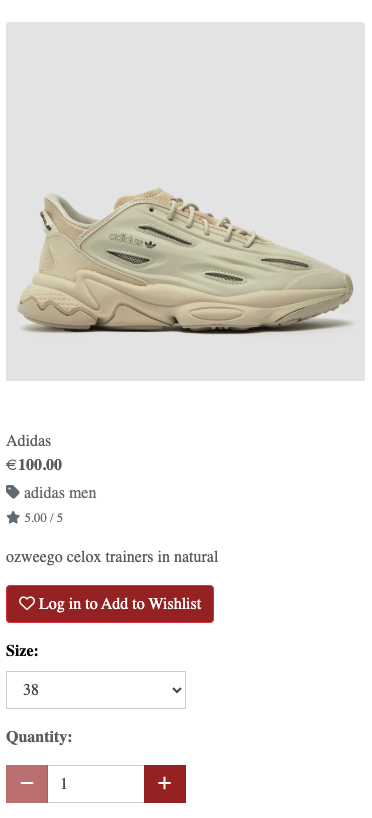 adidas
Adidas
€100.00
adidas men
5.00 / 5
ozweego celox trainers in natural
Log in to Add to Wishlist
Size:
38
Quantity:
1